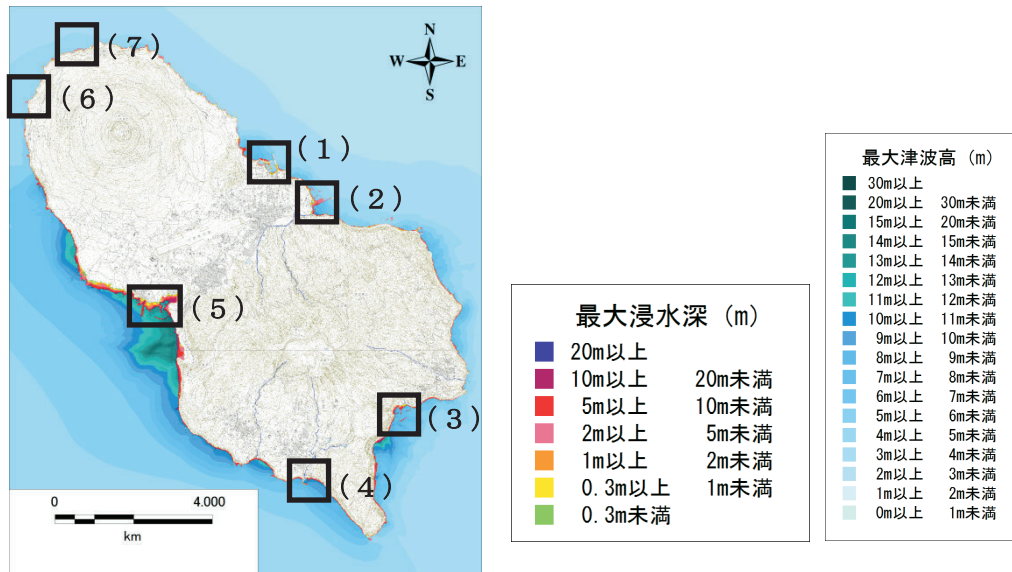 N
W E
S
(7)
(6)
(1)
(2)
(5)
(3)
(4)
0 4,000
km
最大浸水深 (m)
20m以上
10m以上 20m未満
5m以上 10m未満
2m以上 5m未満
1m以上 2m未満
0.3m以上 1m未満
0.3m未満
最大津波高 (m)
30m以上
20m以上 30m未満
15m以上 20m未満
14m以上 15m未満
13m以上 14m未満
12m以上 13m未満
11m以上 12m未満
10m以上 11m未満
9m以上 10m未満
8m以上 9m未満
7m以上 8m未満
6m以上 7m未満
5m以上 6m未満
4m以上 5m未満
3m以上 4m未満
2m以上 3m未満
1m以上 2m未満
0m以上 1m未満